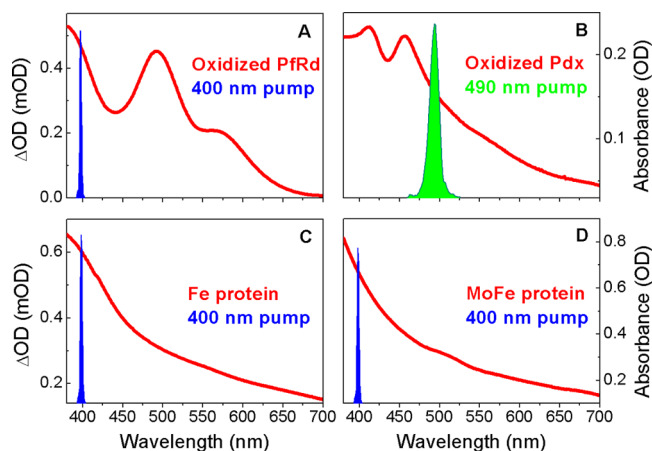 A
Oxidized PfRd
400 nm pump
0.4
0.2
0.0
ΔOD (mOD)
B
Oxidized Pdx
490 nm pump
0.2
0.1
Absorbance (OD)
C
Fe protein
400 nm pump
0.6
0.4
0.2
ΔOD (mOD)
400 450 500 550 600 650 700
Wavelength (nm)
D
MoFe protein
400 nm pump
0.8
0.6
0.4
0.2
Absorbance (OD)
400 450 500 550 600 650 700
Wavelength (nm)